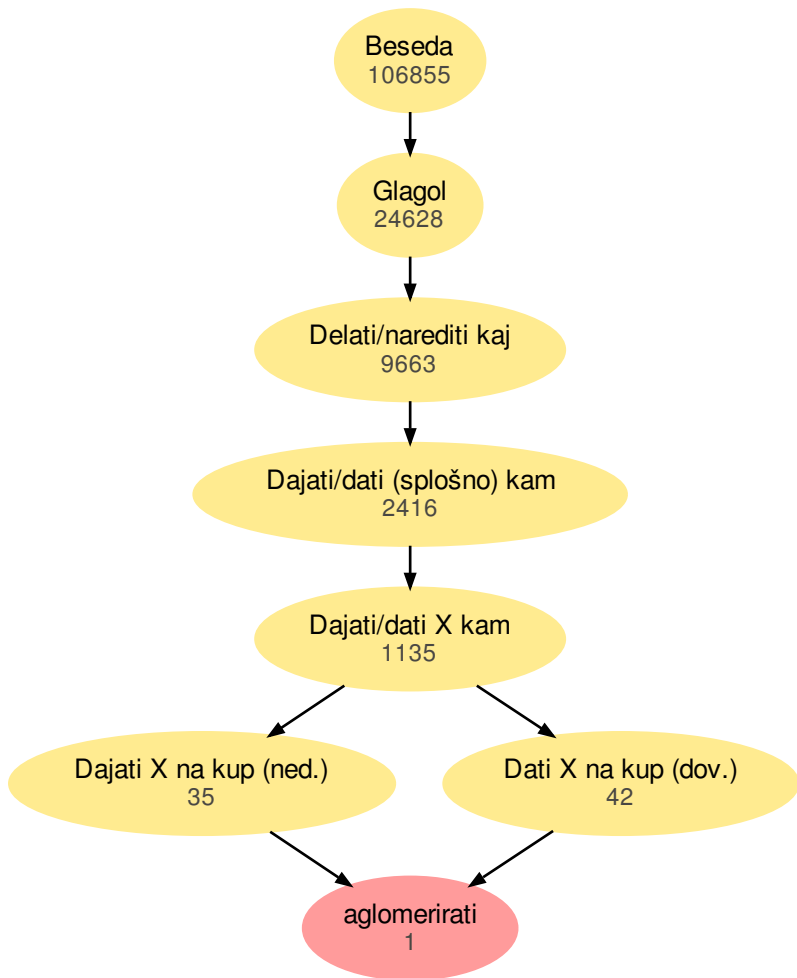 Beseda
106855
Glagol
24628
Delati/narediti kaj
9663
Dajati/dati (splošno) kam
2416
Dajati/dati X kam
1135
Dajati X na kup (ned.)
35
Dati X na kup (dov.)
42
aglomerirati
1